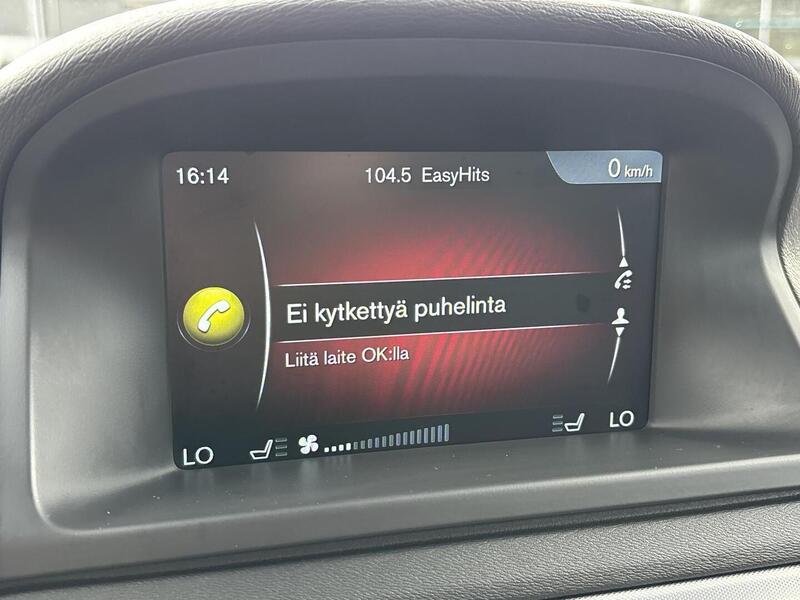 16:14 104.5 EasyHits 0 km/h
Ei kytkettyä puhelinta
Liitä laite OK:lla
LO LO